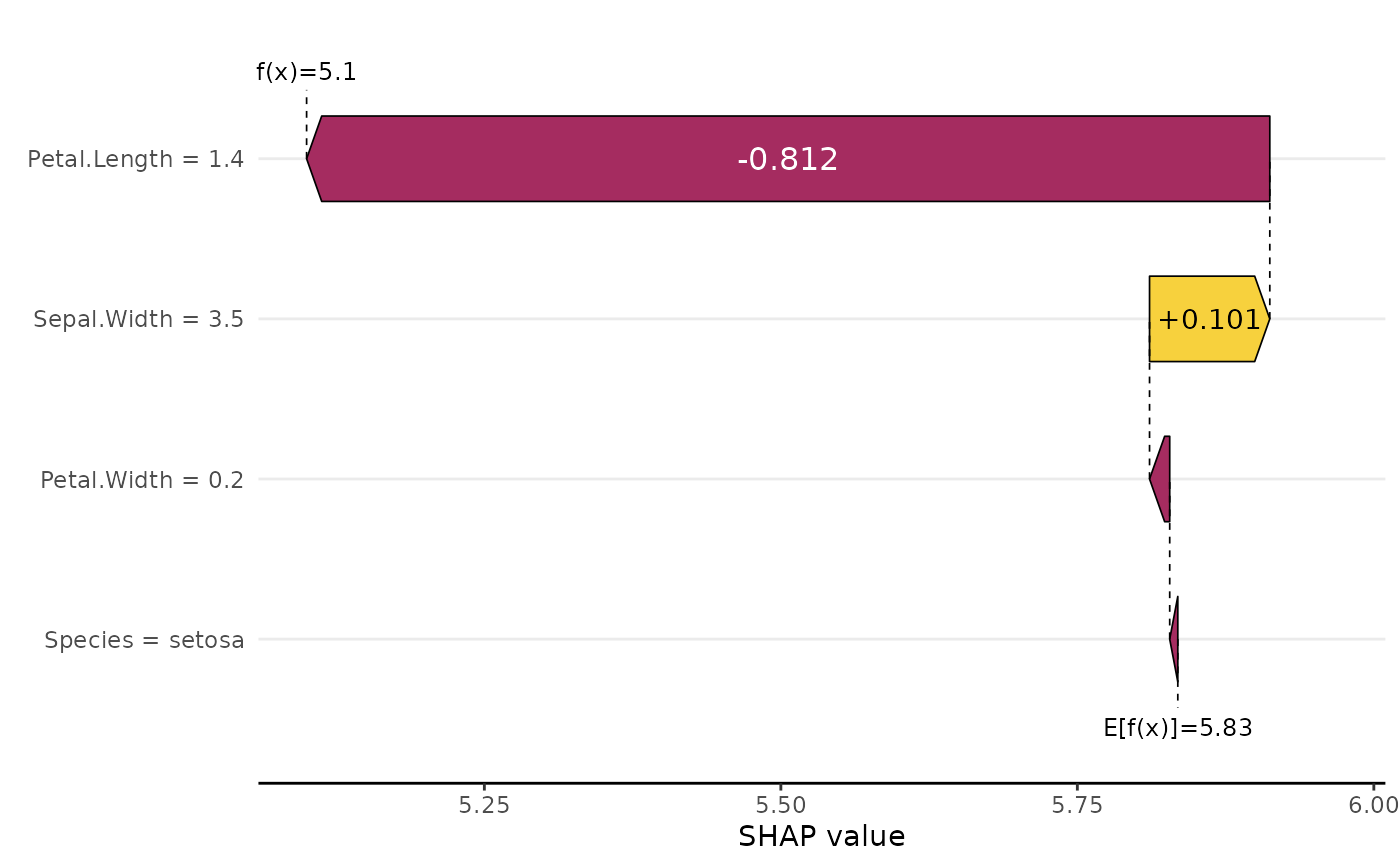 f(x)=5.1
Petal.Length = 1.4
-0.812
Sepal.Width = 3.5
+0.101
Petal.Width = 0.2
Species = setosa
E[f(x)]=5.83
5.25
5.50
5.75
6.00
SHAP value